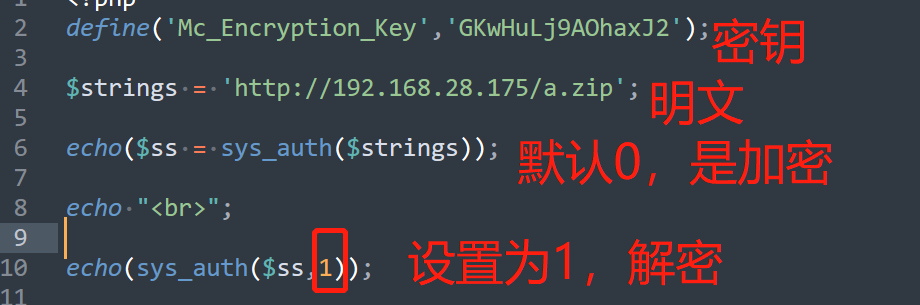 1 <?php
2 define('Mc_Encryption_Key','GKwHuLj9AOhaxJ2'); 密钥
3
4 $strings = 'http://192.168.28.175/a.zip'; 明文
5
6 echo($ss = sys_auth($strings)); 默认0，是加密
7
8 echo "<br>";
9
10 echo(sys_auth($ss,1)); 设置为1，解密
11